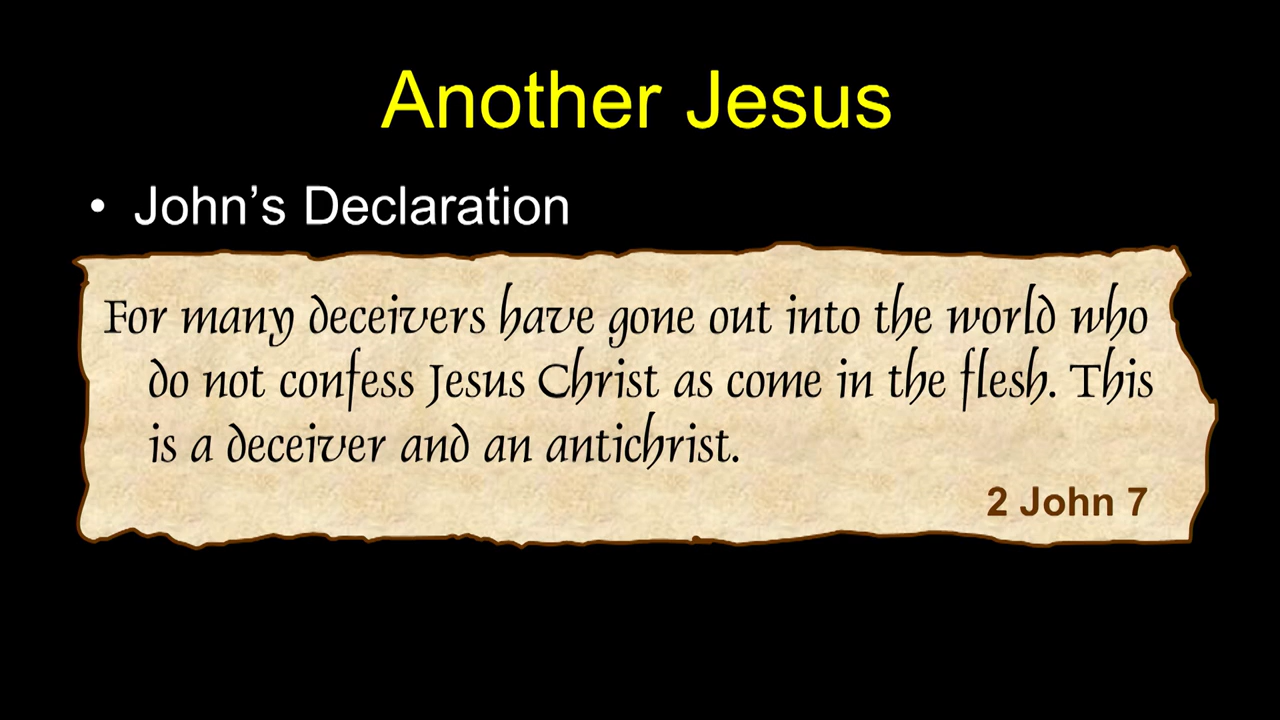 Another Jesus
• John’s Declaration
For many deceivers have gone out into the world who
do not confess Jesus Christ as come in the flesh. This
is a deceiver and an antichrist.
2 John 7